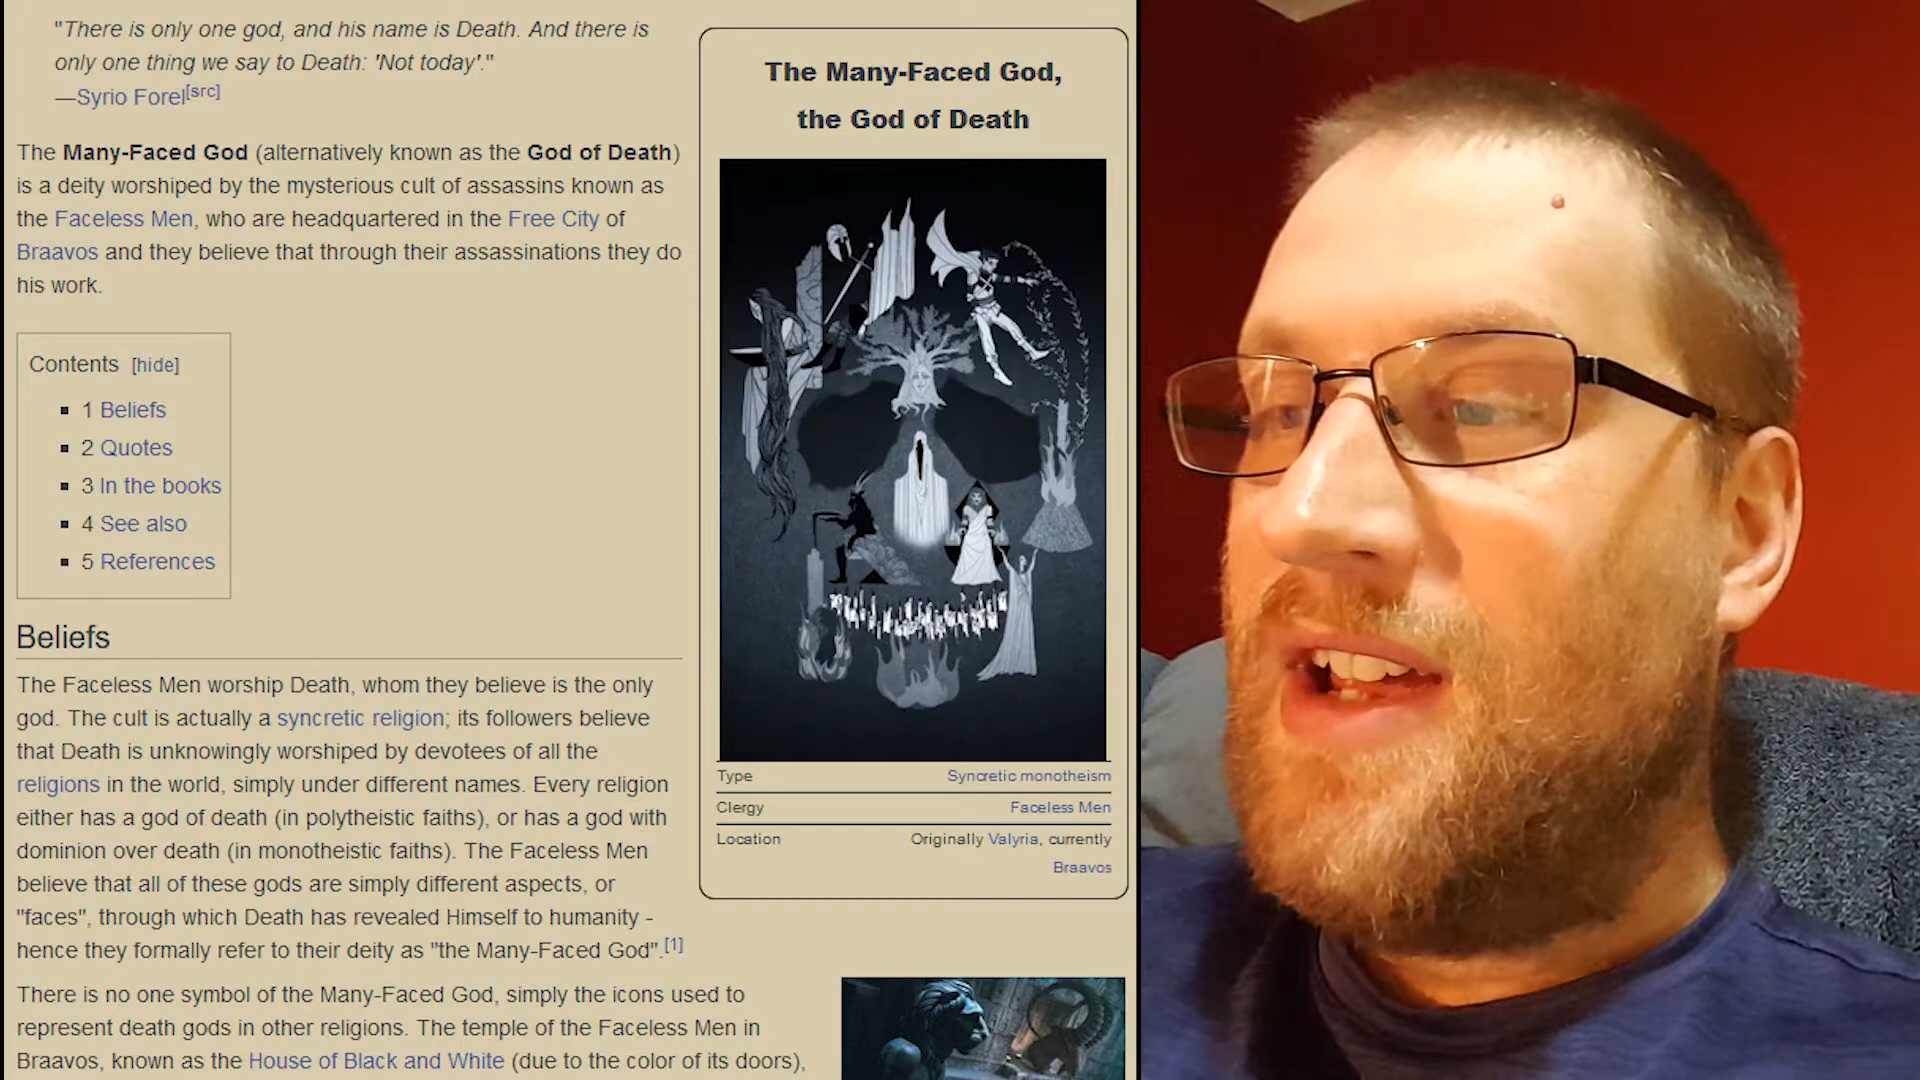 "There is only one god, and his name is Death. And there is
only one thing we say to Death: 'Not today'."
—Syrio Forel[src]
The Many-Faced God (alternatively known as the God of Death)
is a deity worshiped by the mysterious cult of assassins known as
the Faceless Men, who are headquartered in the Free City of
Braavos and they believe that through their assassinations they do
his work.
Contents [hide]
1 Beliefs
2 Quotes
3 In the books
4 See also
5 References
Beliefs
The Faceless Men worship Death, whom they believe is the only
god. The cult is actually a syncretic religion; its followers believe
that Death is unknowingly worshiped by devotees of all the
religions in the world, simply under different names. Every religion
either has a god of death (in polytheistic faiths), or has a god with
dominion over death (in monotheistic faiths). The Faceless Men
believe that all of these gods are simply different aspects, or
"faces", through which Death has revealed Himself to humanity -
hence they formally refer to their deity as "the Many-Faced God".[1]
There is no one symbol of the Many-Faced God, simply the icons used to
represent death gods in other religions. The temple of the Faceless Men in
Braavos, known as the House of Black and White (due to the color of its doors),
The Many-Faced God,
the God of Death
Type Syncretic monotheism
Clergy Faceless Men
Location Originally Valyria, currently
Braavos